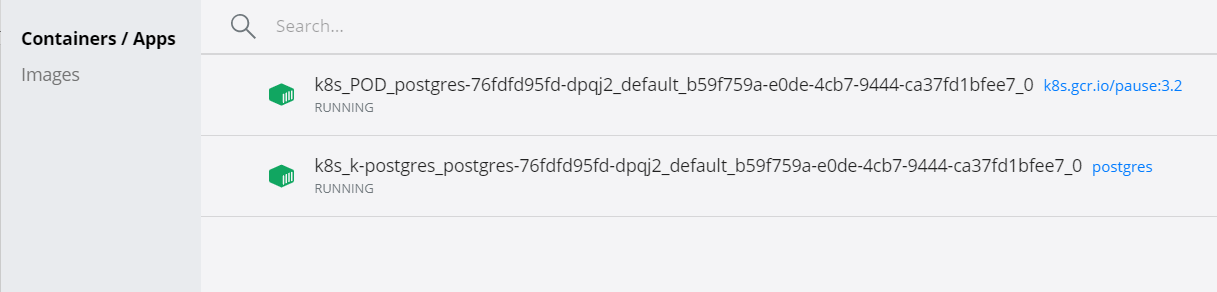 Containers / Apps
Images
Search...
k8s_POD_postgres-76fdfd95fd-dpqj2_default_b59f759a-e0de-4cb7-9444-ca37fd1bfee7_0 k8s.gcr.io/pause:3.2
RUNNING
k8s_k-postgres_postgres-76fdfd95fd-dpqj2_default_b59f759a-e0de-4cb7-9444-ca37fd1bfee7_0 postgres
RUNNING